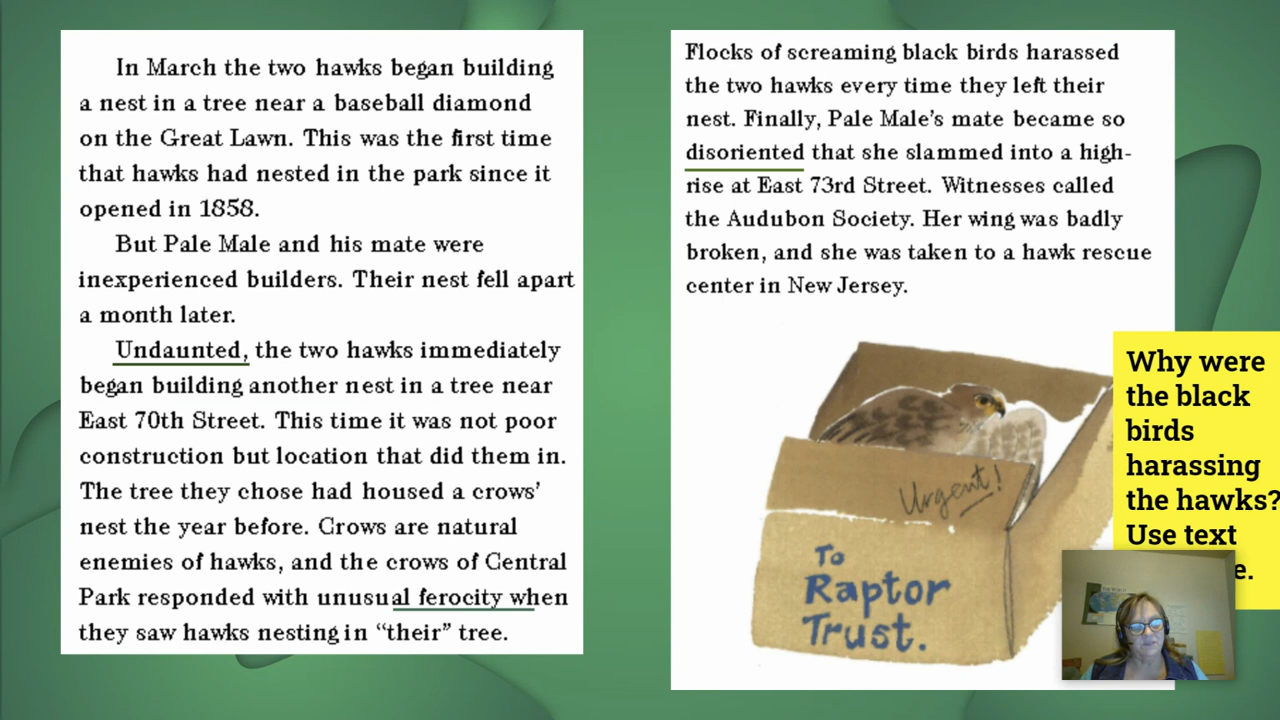 In March the two hawks began building
a nest in a tree near a baseball diamond
on the Great Lawn. This was the first time
that hawks had nested in the park since it
opened in 1858.
But Pale Male and his mate were
inexperienced builders. Their nest fell apart
a month later.
Undaunted, the two hawks immediately
began building another nest in a tree near
East 70th Street. This time it was not poor
construction but location that did them in.
The tree they chose had housed a crows'
nest the year before. Crows are natural
enemies of hawks, and the crows of Central
Park responded with unusual ferocity when
they saw hawks nesting in “their” tree.
Flocks of screaming black birds harassed
the two hawks every time they left their
nest. Finally, Pale Male's mate became so
disoriented that she slammed into a high-
rise at East 73rd Street. Witnesses called
the Audubon Society. Her wing was badly
broken, and she was taken to a hawk rescue
center in New Jersey.
Urgent!
To
Raptor
Trust.
Why were
the black
birds
harassing
the hawks?
Use text